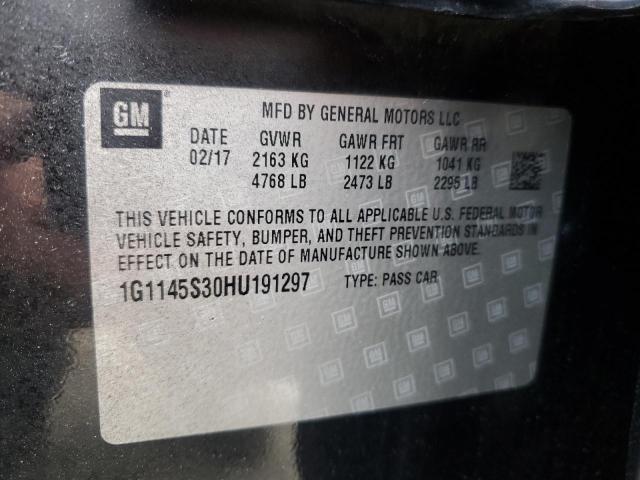 GM
MFD BY GENERAL MOTORS LLC
DATE GVWR GAWR FRT GAWR RR
02/17 2163 KG 1122 KG 1041 KG
4768 LB 2473 LB 2295 LB
THIS VEHICLE CONFORMS TO ALL APPLICABLE U.S. FEDERAL MOTOR
VEHICLE SAFETY, BUMPER, AND THEFT PREVENTION STANDARDS IN
EFFECT ON THE DATE OF MANUFACTURE SHOWN ABOVE.
1G1145S30HU191297 TYPE: PASS CAR